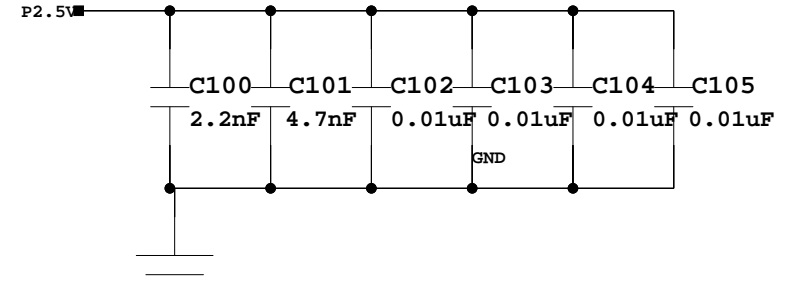 P2.5V
C100 C101 C102 C103 C104 C105
2.2nF 4.7nF 0.01uF 0.01uF 0.01uF 0.01uF
GND